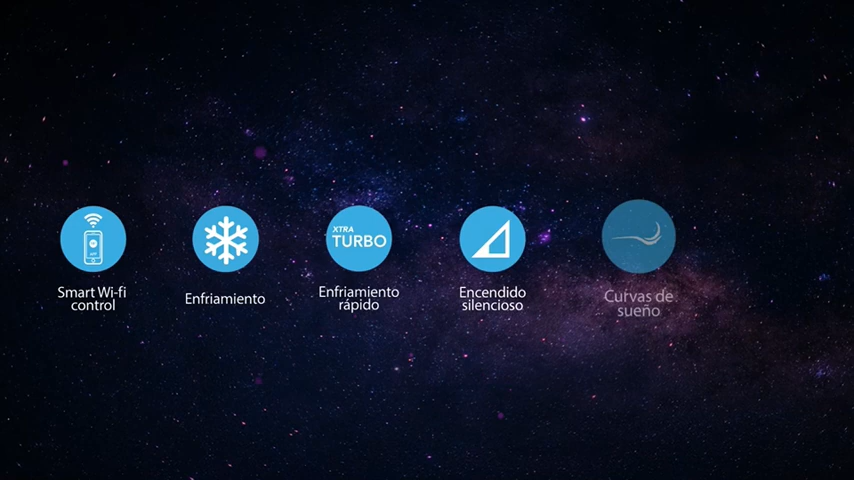 XTRA
TURBO
Smart Wi-fi
control
Enfriamiento
Enfriamiento
rápido
Encendido
silencioso
Curvas de
sueño